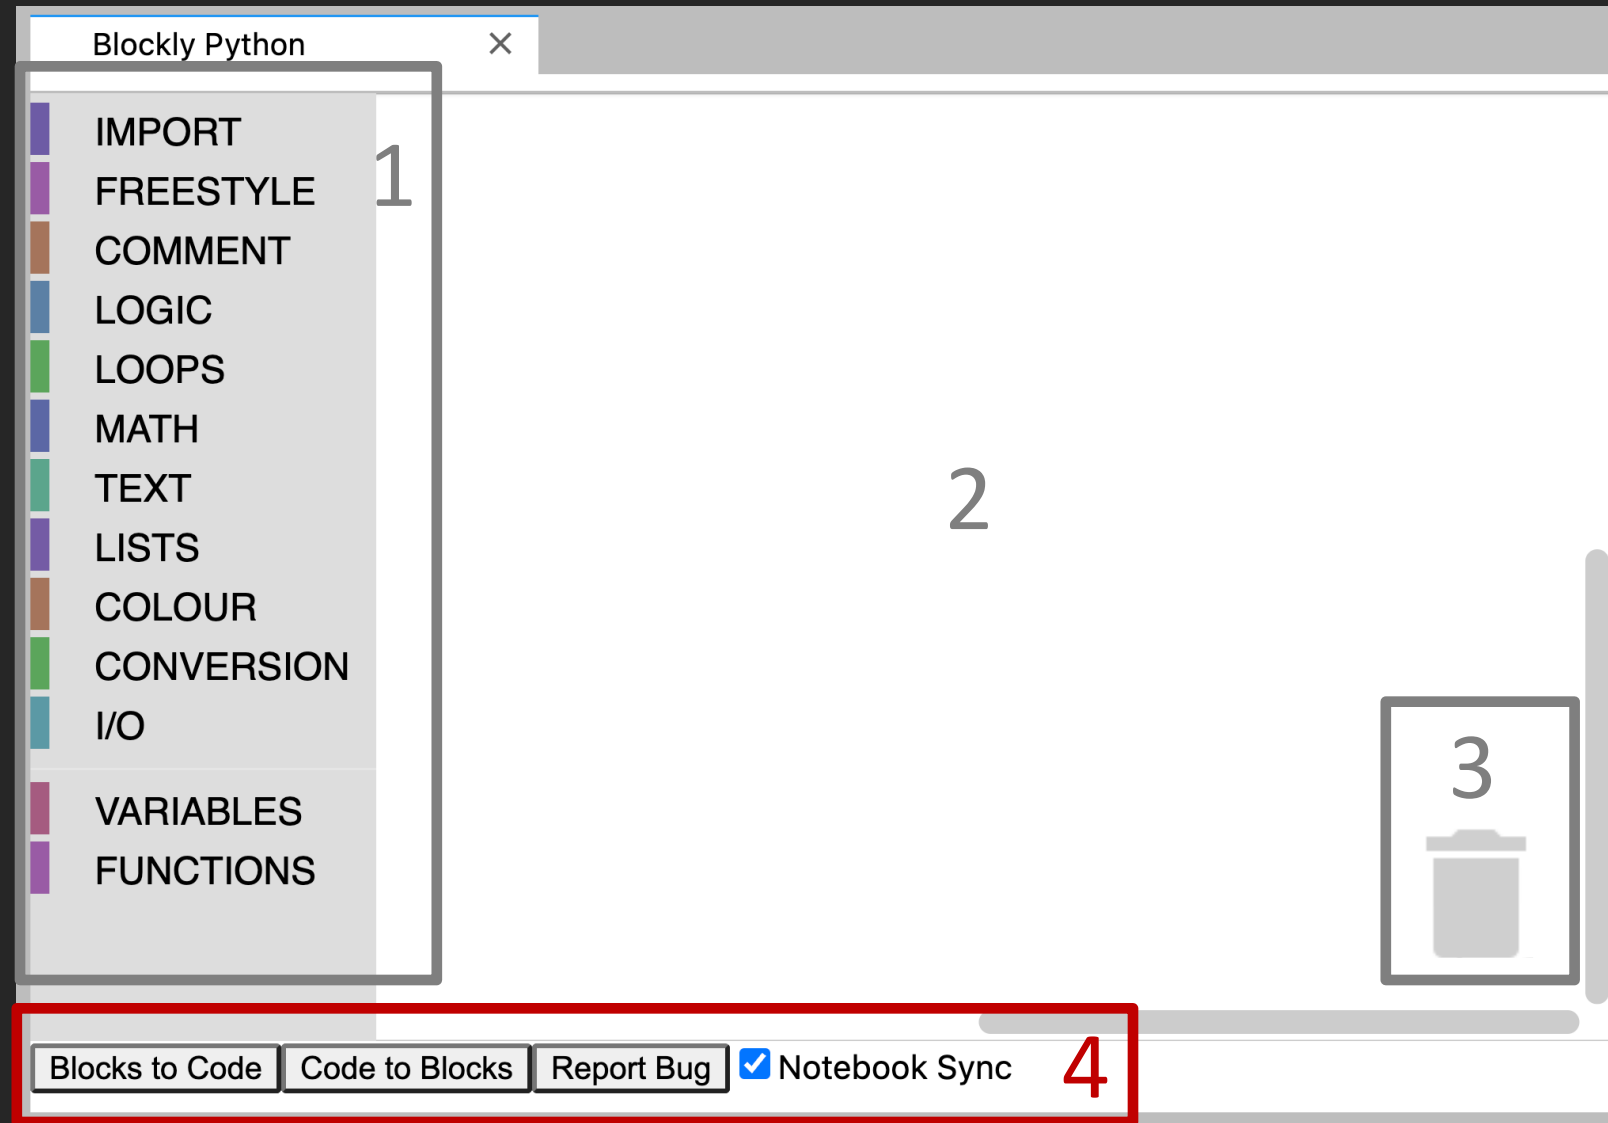 Blockly Python
IMPORT
1
FREESTYLE
COMMENT
LOGIC
LOOPS
MATH
TEXT
LISTS
COLOUR
CONVERSION
I/O
VARIABLES
FUNCTIONS
2
3
Blocks to Code Code to Blocks Report Bug Notebook Sync 4